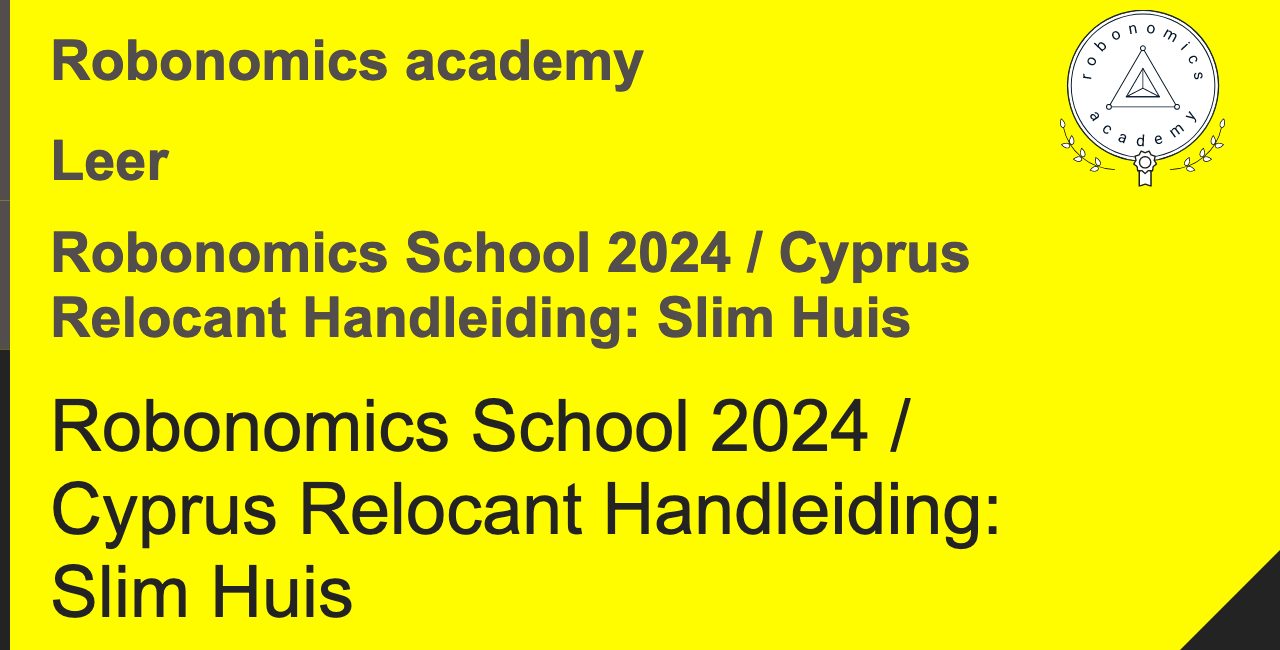 Robonomics academy
robonomics
academy
Leer
Robonomics School 2024 / Cyprus
Relocant Handleiding: Slim Huis
Robonomics School 2024 /
Cyprus Relocant Handleiding:
Slim Huis